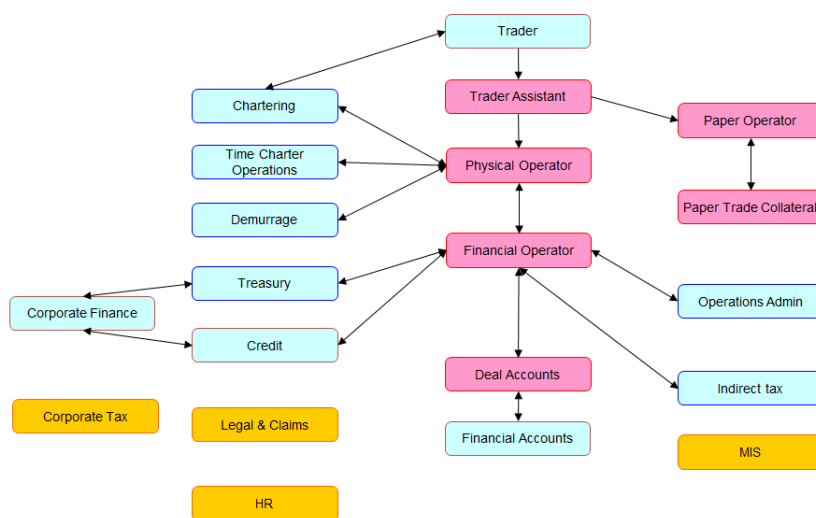 Trader
Chartering
Trader Assistant
Paper Operator
Time Charter
Operations
Physical Operator
Demurrage
Paper Trade Collateral
Financial Operator
Treasury
Operations Admin
Corporate Finance
Credit
Deal Accounts
Indirect tax
Corporate Tax
Legal & Claims
Financial Accounts
MIS
HR